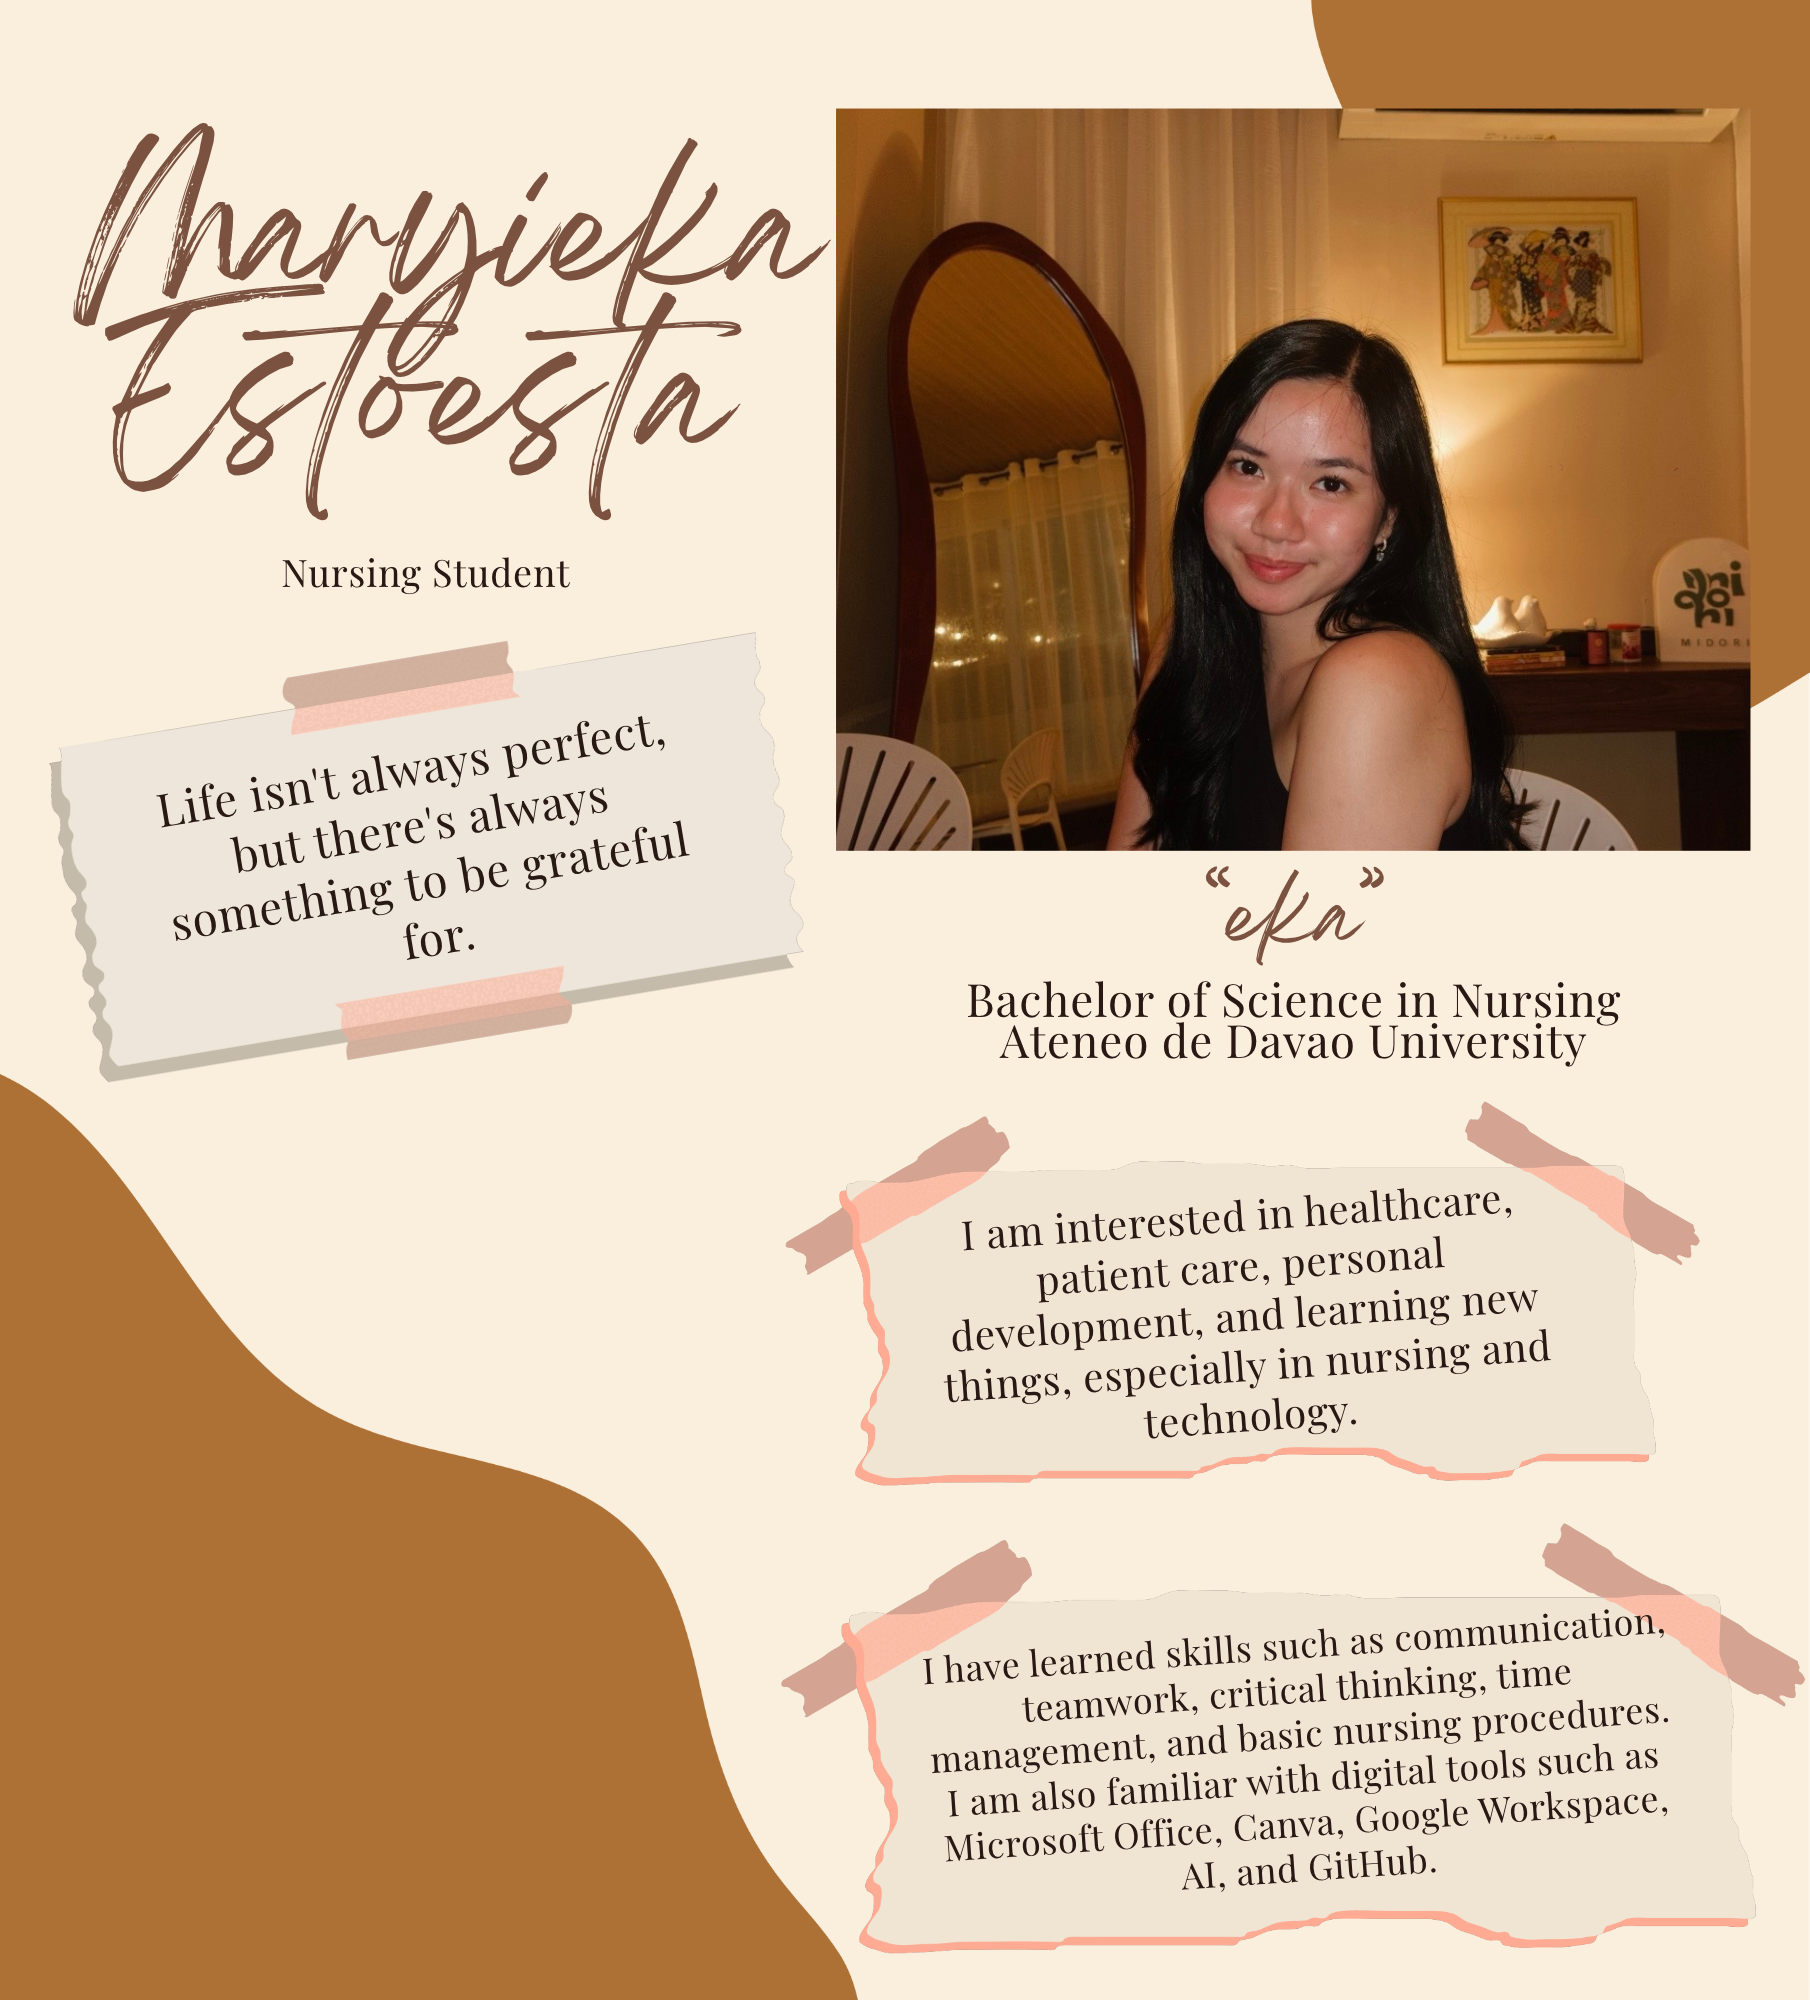 Maryieka
Estoesta
Nursing Student
Life isn't always perfect,
but there's always
something to be grateful
for.
midori
MIDORI
“eka”
Bachelor of Science in Nursing
Ateneo de Davao University
I am interested in healthcare,
patient care, personal
development, and learning new
things, especially in nursing and
technology.
I have learned skills such as communication,
teamwork, critical thinking, time
management, and basic nursing procedures.
I am also familiar with digital tools such as
Microsoft Office, Canva, Google Workspace,
AI, and GitHub.